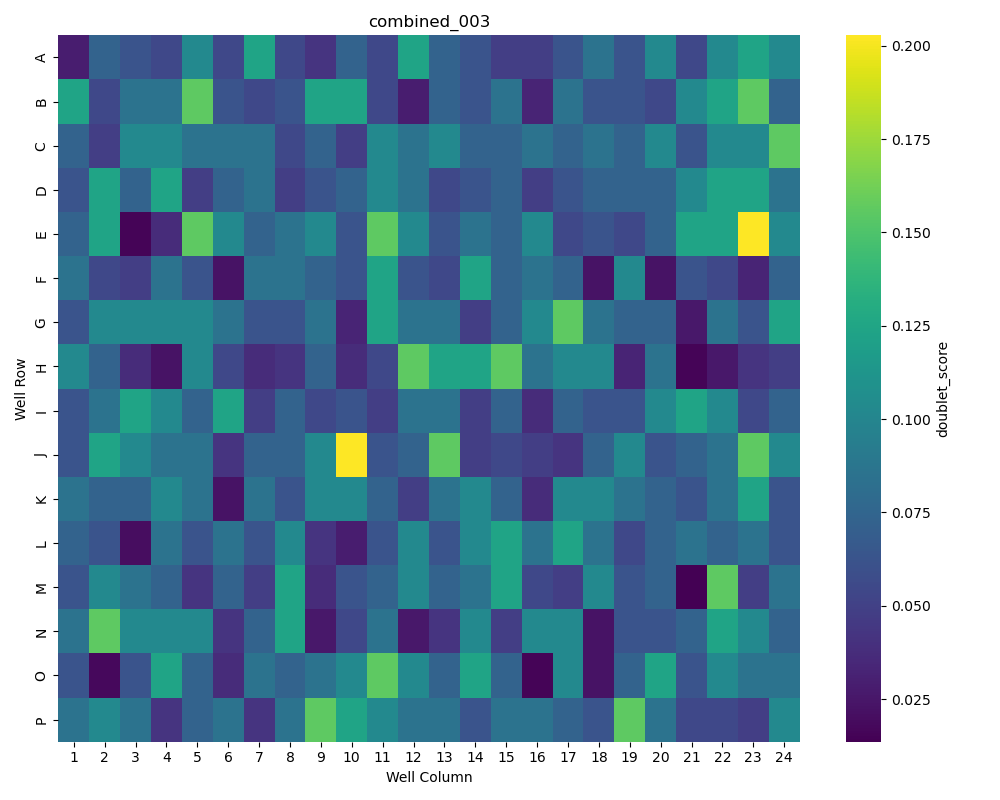 combined_003
Well Row
A
B
C
D
E
F
G
H
I
J
K
L
M
N
O
P
1 2 3 4 5 6 7 8 9 10 11 12 13 14 15 16 17 18 19 20 21 22 23 24
Well Column
0.200
0.175
0.150
0.125
0.100
0.075
0.050
0.025
doublet_score